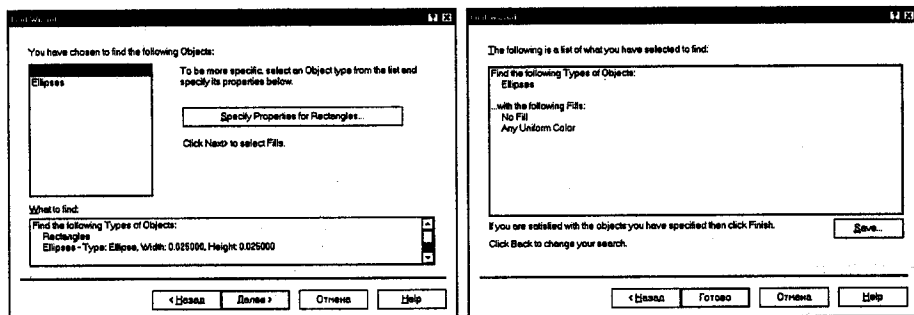 Find Wizard
You have chosen to find the following Objects:
Ellipses
To be more specific, select an Object type from the list and
specify its properties below.
Specify Properties for Rectangles...
Click Next> to select Fills.
What to find:
Find the following Types of Objects:
Rectangles
Ellipses - Type: Ellipse, Width: 0.025000, Height: 0.025000
< Назад
Далее >
Отмена
Help
Find Wizard
The following is a list of what you have selected to find:
Find the following Types of Objects:
Ellipses
...with the following Fills:
No Fill
Any Uniform Color
If you are satisfied with the objects you have specified then click Finish.
Save...
Click Back to change your search.
< Назад
Готово
Отмена
Help